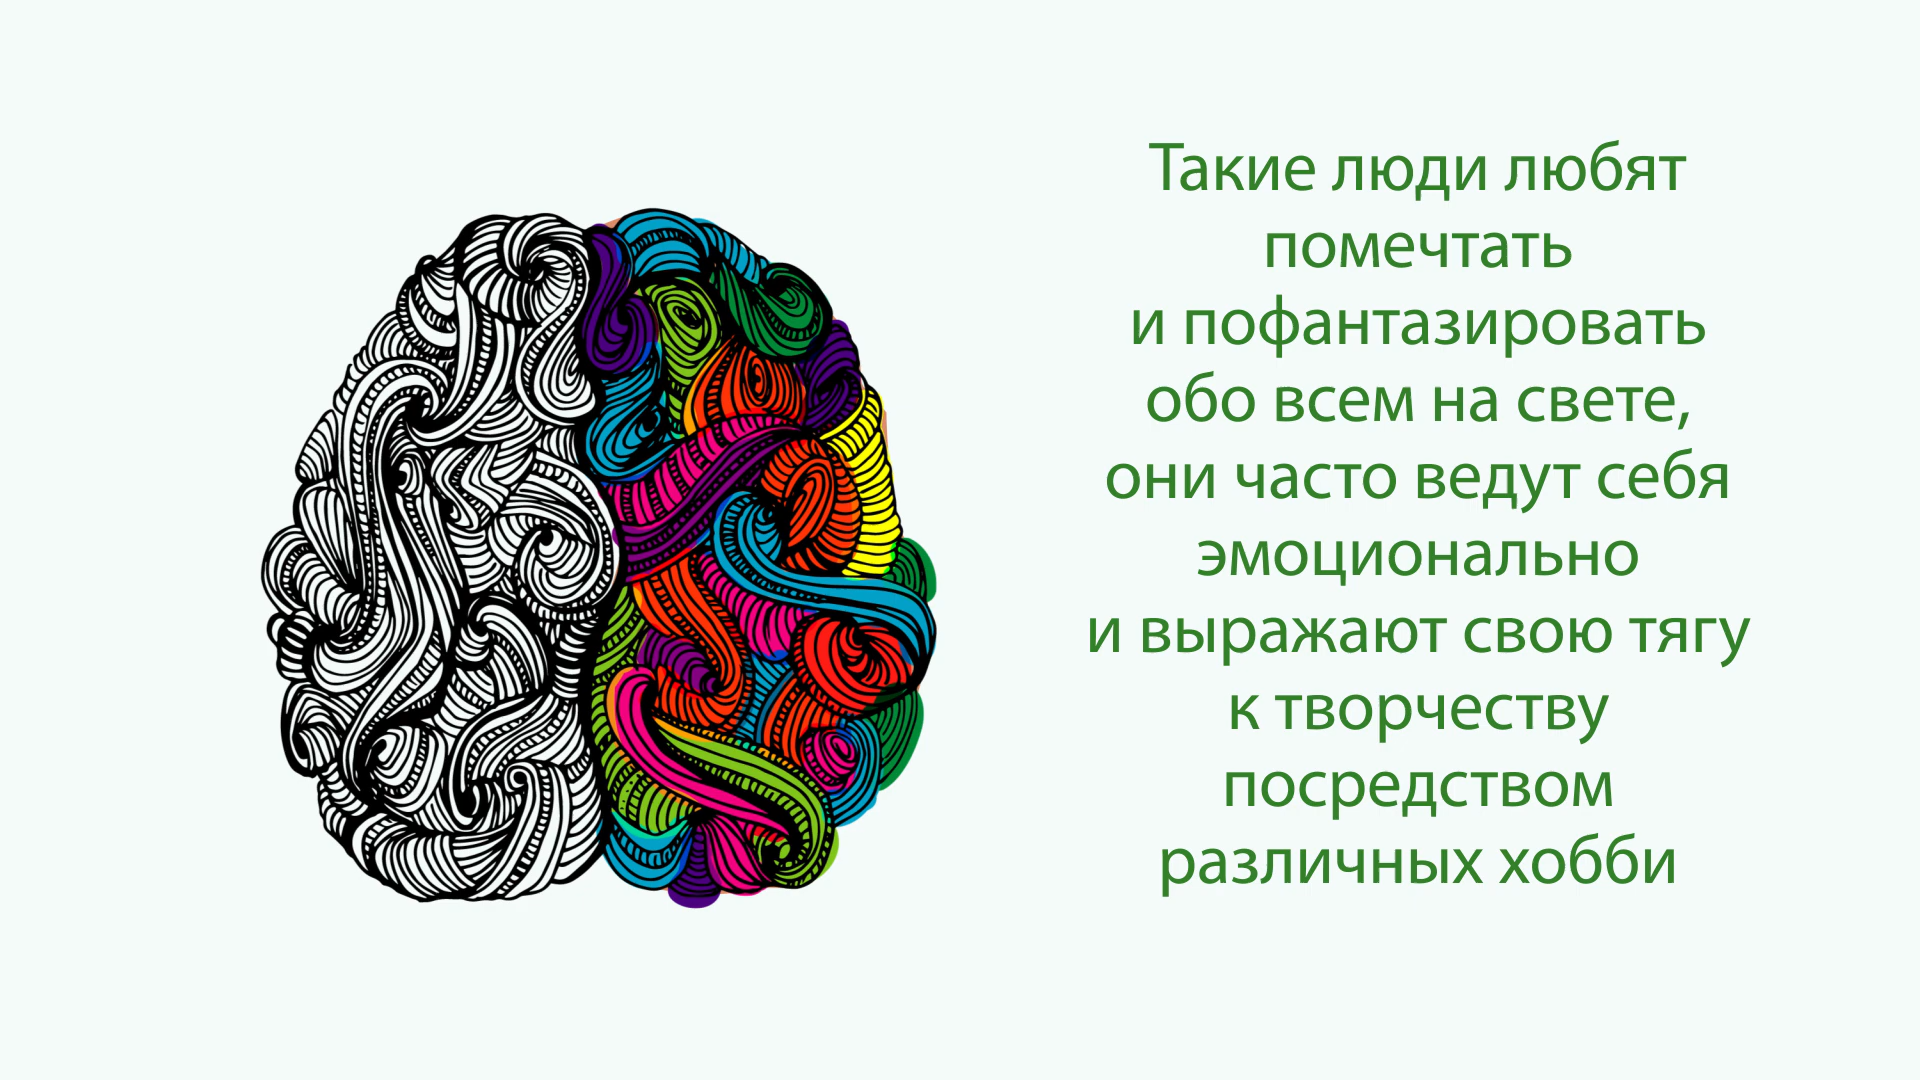 Такие люди любят
помечтать
и пофантазировать
обо всем на свете,
они часто ведут себя
эмоционально
и выражают свою тягу
к творчеству
посредством
различных хобби